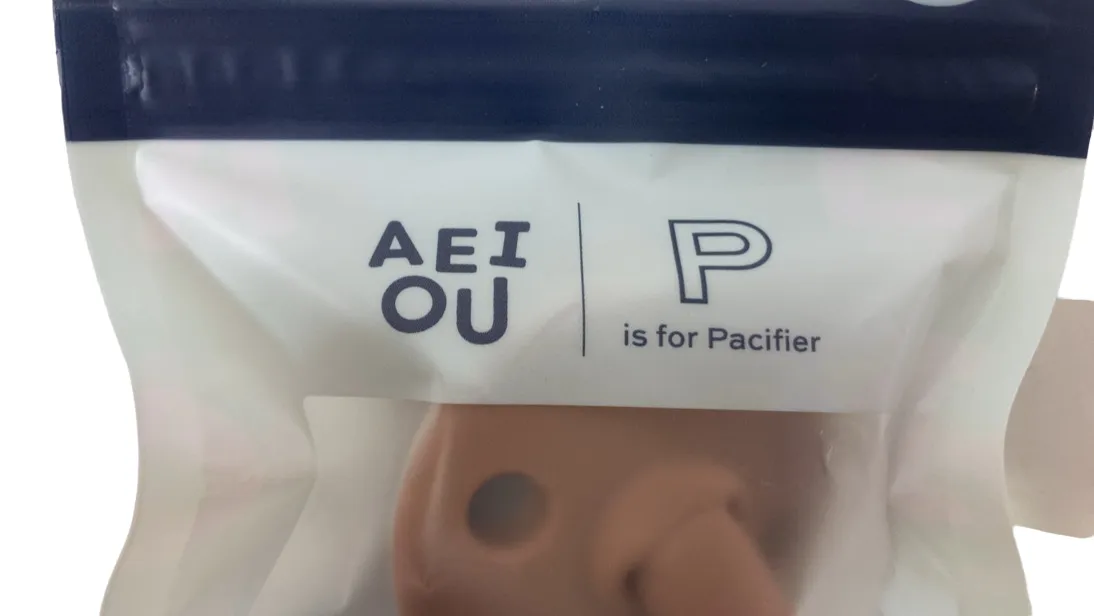 AEI
OU
P
is for Pacifier